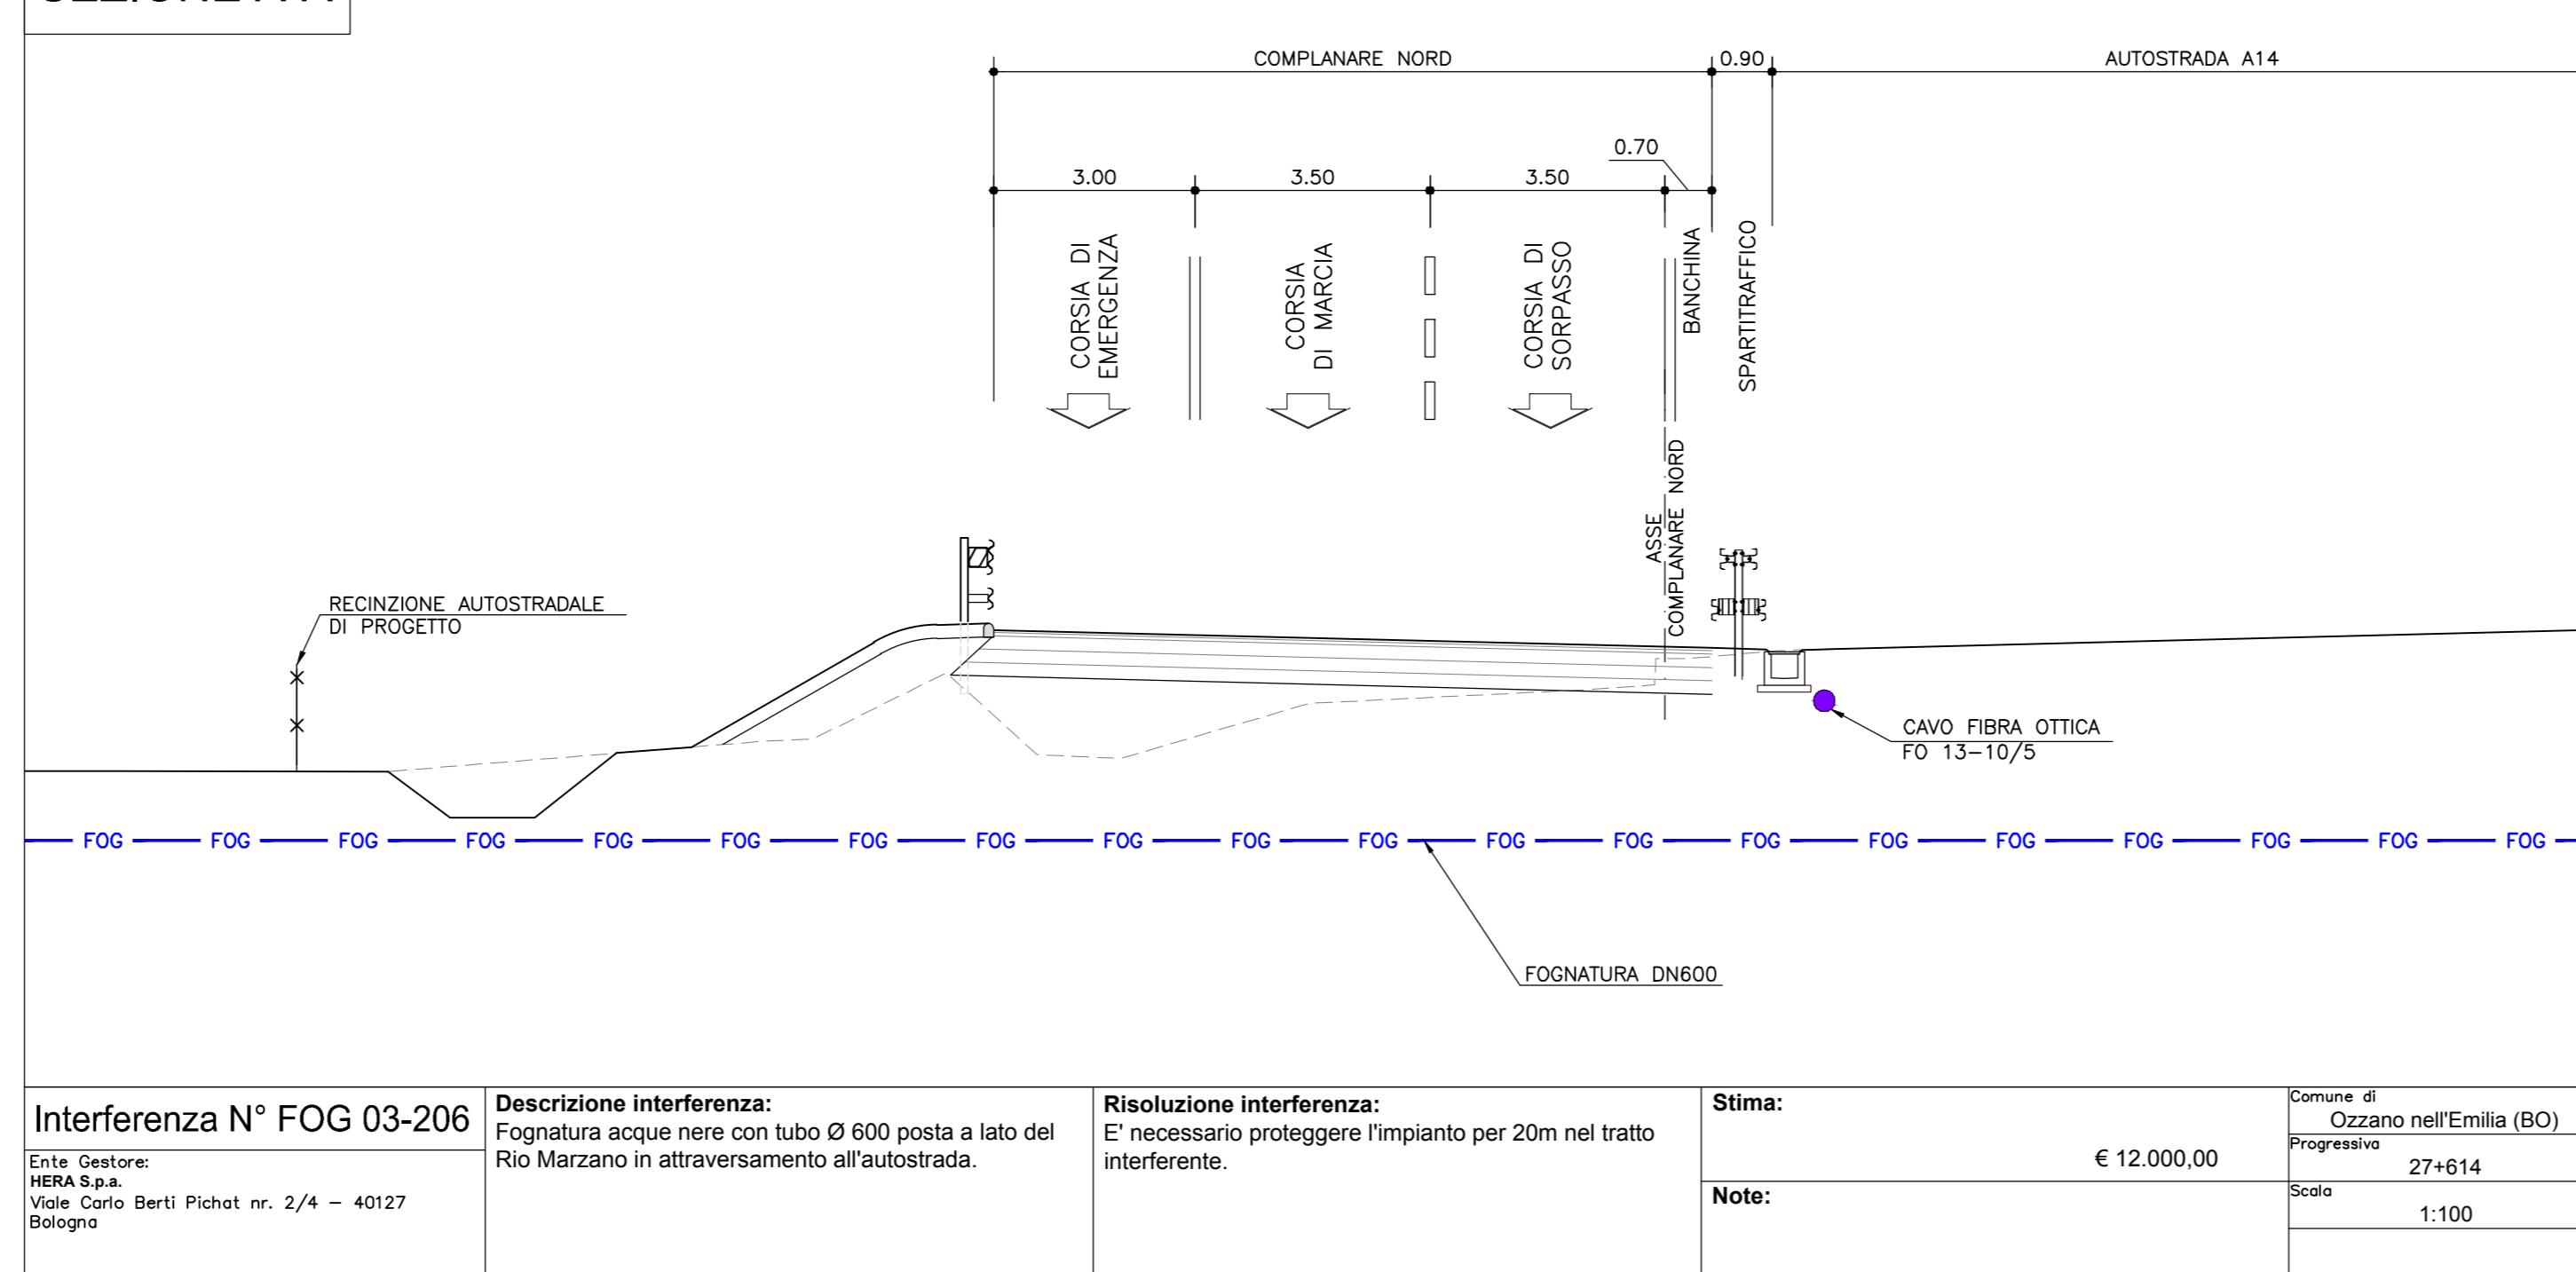 COMPLANARE NORD
0.90
AUTOSTRADA A14
0.70
3.00
3.50
3.50
CORSIA DI
EMERGENZA
CORSIA
DI MARCIA
CORSIA DI
SORPASSO
BANCHINA
SPARTITRAFFICO
ASSE
COMPLANARE NORD
RECINZIONE AUTOSTRADALE
DI PROGETTO
CAVO FIBRA OTTICA
FO 13-10/5
FOG FOG FOG FOG FOG FOG FOG FOG FOG FOG FOG FOG FOG FOG FOG FOG FOG FOG FOG FOG
FOGNATURA DN600
Interferenza N° FOG 03-206
Ente Gestore:
HERA S.p.a.
Viale Carlo Berti Pichat nr. 2/4 - 40127
Bologna
Descrizione interferenza:
Fognatura acque nere con tubo Ø 600 posta a lato del
Rio Marzano in attraversamento all'autostrada.
Risoluzione interferenza:
E' necessario proteggere l'impianto per 20m nel tratto
interferente.
Stima:
€ 12.000,00
Note:
Comune di
Ozzano nell'Emilia (BO)
Progressiva
27+614
Scala
1:100